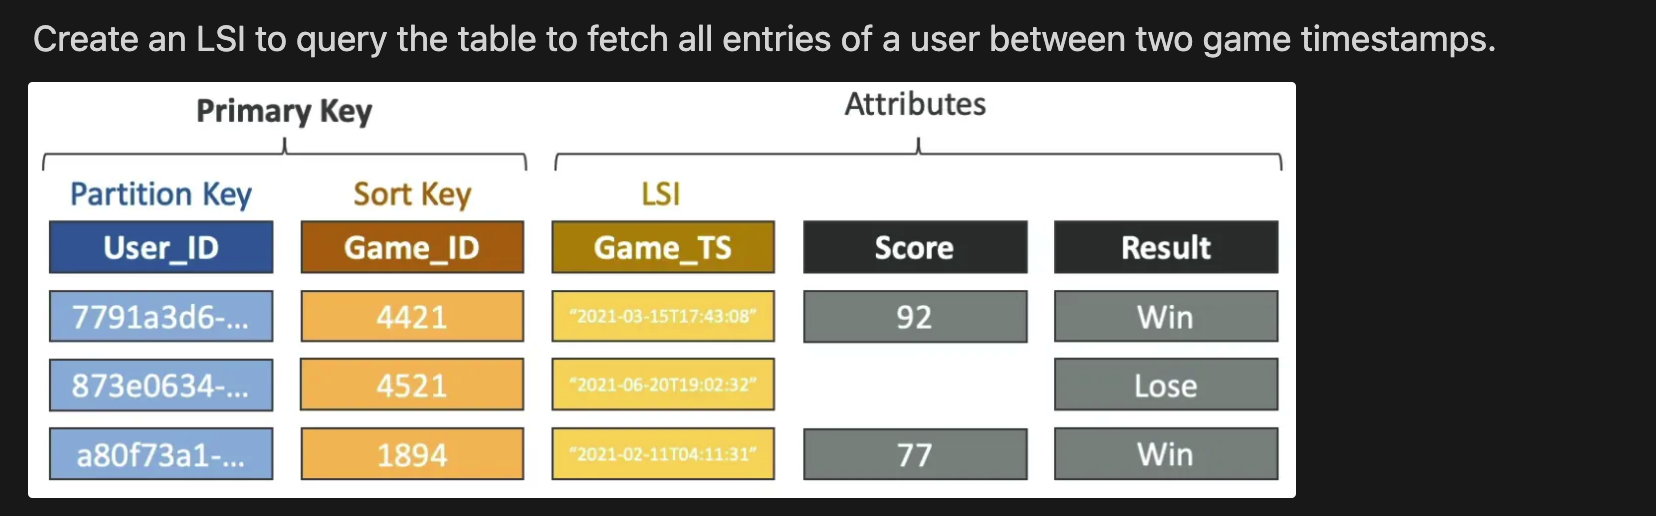 Create an LSI to query the table to fetch all entries of a user between two game timestamps.
Primary Key
Attributes
Partition Key Sort Key LSI
User_ID Game_ID Game_TS Score Result
7791a3d6-... 4421 "2021-03-15T17:43:08" 92 Win
873e0634-... 4521 "2021-06-20T19:02:32" Lose
a80f73a1-... 1894 "2021-02-11T04:11:31" 77 Win